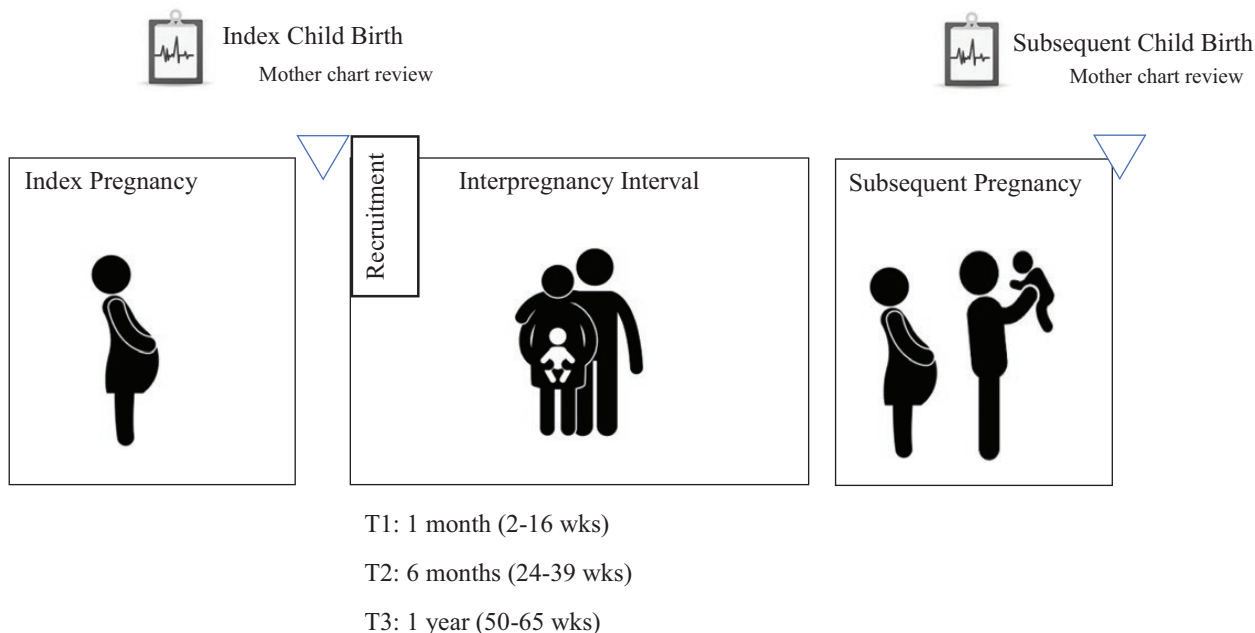 Index Child Birth
Mother chart review
Subsequent Child Birth
Mother chart review
Index Pregnancy
Recruitment
Interpregnancy Interval
Subsequent Pregnancy
T1: 1 month (2-16 wks)
T2: 6 months (24-39 wks)
T3: 1 year (50-65 wks)